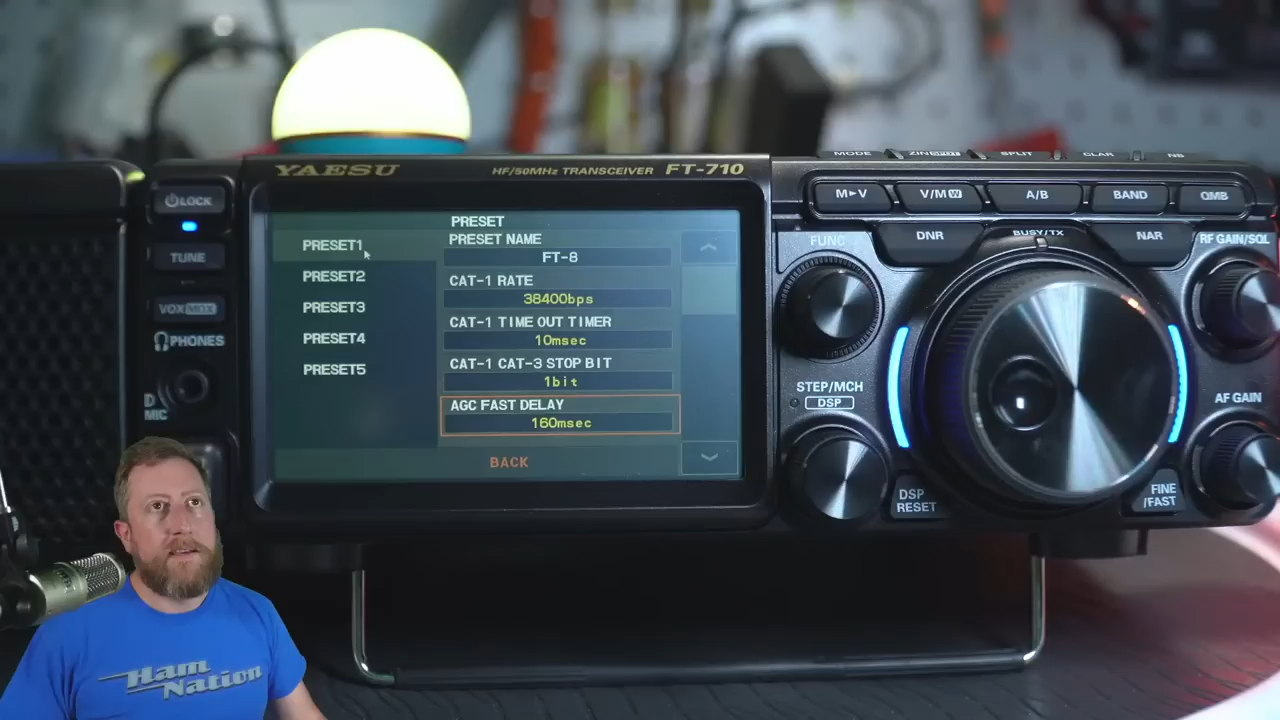 YAESU
HF/50MHz TRANSCEIVER FT-710
MODE
SPLIT
CLAR
NS
LOCK
TUNE
VOX MOX
PHONES
MIC
PRESET
PRESET1
PRESET2
PRESET3
PRESET4
PRESET5
PRESET NAME
FT-8
CAT-1 RATE
38400bps
CAT-1 TIME OUT TIMER
10msec
CAT-1 CAT-3 STOP BIT
1bit
AGC FAST DELAY
160msec
BACK
M►V
V/M W
A/B
BAND
QMB
FUNC
DNR
BUSY/TX
NAR
RF GAIN/SQL
STEP/MCH
DSP
AF GAIN
DSP
RESET
FINE
/FAST
Ham
Nation